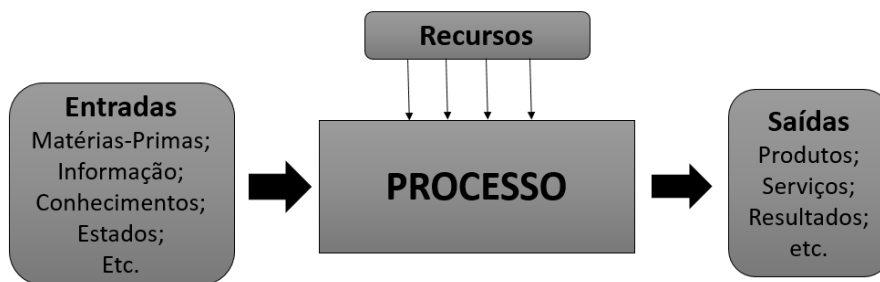 Recursos
Entradas
Matérias-Primas;
Informação;
Conhecimentos;
Estados;
Etc.
PROCESSO
Saídas
Produtos;
Serviços;
Resultados;
etc.